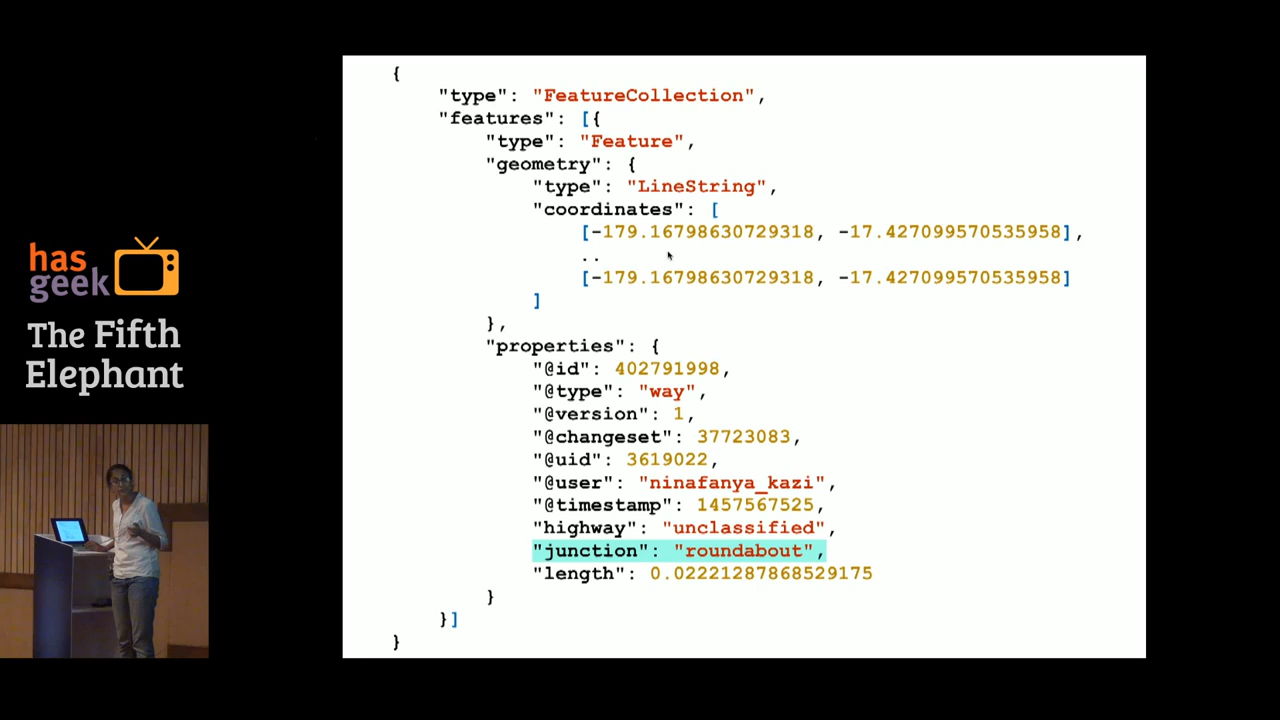 has
geek
The Fifth
Elephant
{
"type": "FeatureCollection",
"features": [{
"type": "Feature",
"geometry": {
"type": "LineString",
"coordinates": [
[-179.16798630729318, -17.427099570535958],
..
[-179.16798630729318, -17.427099570535958]
]
},
"properties": {
"@id": 402791998,
"@type": "way",
"@version": 1,
"@changeset": 37723083,
"@uid": 3619022,
"@user": "ninafanya_kazi",
"@timestamp": 1457567525,
"highway": "unclassified",
"junction": "roundabout",
"length": 0.02221287868529175
}
}]
}